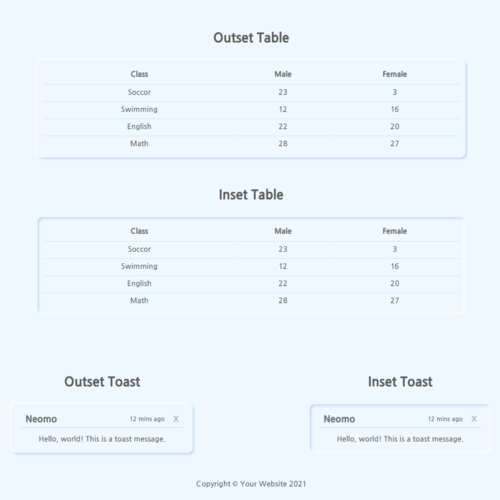 Outset Table
Class Male Female
Soccor 23 3
Swimming 12 16
English 22 20
Math 28 27
Inset Table
Class Male Female
Soccor 23 3
Swimming 12 16
English 22 20
Math 28 27
Outset Toast
Neomo 12 mins ago X
Hello, world! This is a toast message.
Inset Toast
Neomo 12 mins ago X
Hello, world! This is a toast message.
Copyright © Your Website 2021